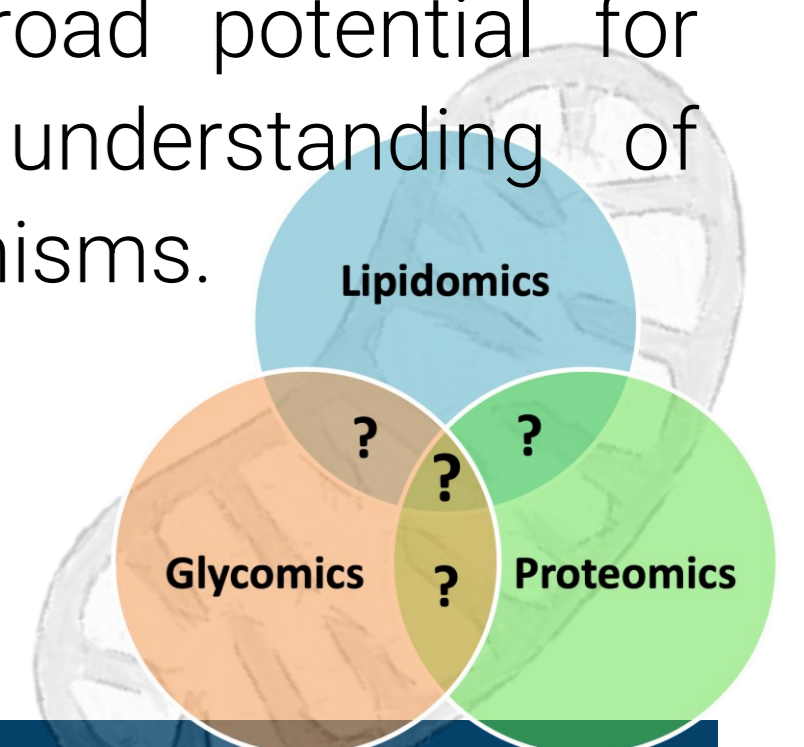 road potential for
understanding of
nisms.
Lipidomics
? ?
?
Glycomics ? Proteomics